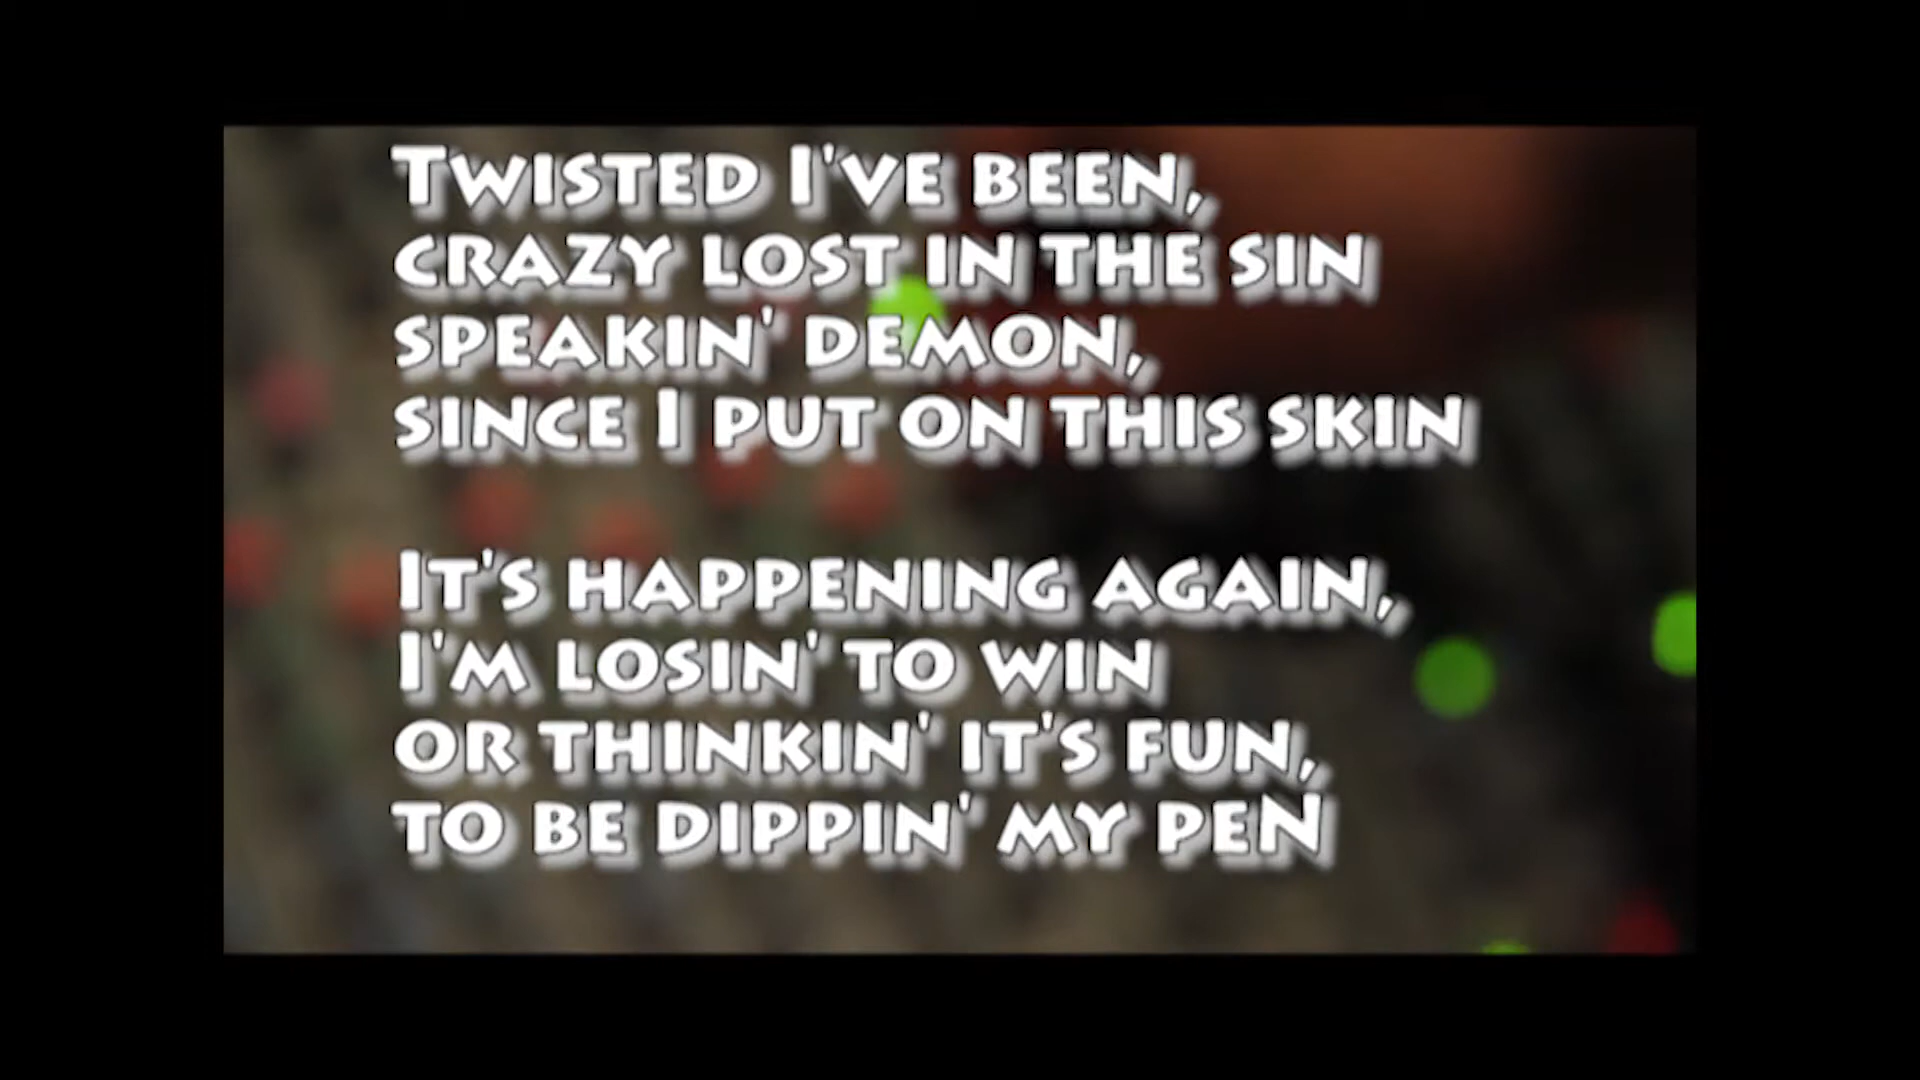 Twisted I've been,
crazy lost in the sin
speakin' demon,
since I put on this skin

It's happening again,
I'm losin' to win
or thinkin' it's fun,
to be dippin' my pen